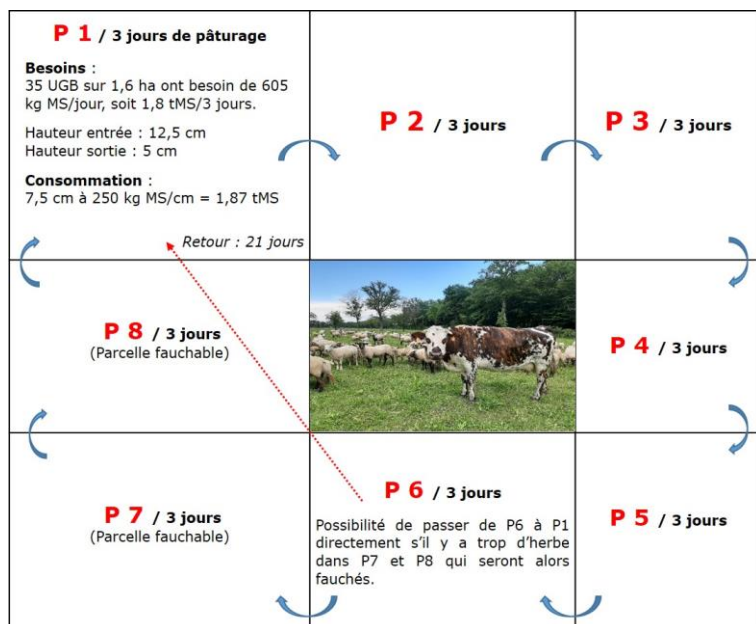 P 1 / 3 jours de pâturage
Besoins :
35 UGB sur 1,6 ha ont besoin de 605
kg MS/jour, soit 1,8 tMS/3 jours.
Hauteur entrée : 12,5 cm
Hauteur sortie : 5 cm
Consommation :
7,5 cm à 250 kg MS/cm = 1,87 tMS
Retour : 21 jours
P 2 / 3 jours
P 3 / 3 jours
P 8 / 3 jours
(Parcelle fauchable)
P 4 / 3 jours
P 7 / 3 jours
(Parcelle fauchable)
P 6 / 3 jours
Possibilité de passer de P6 à P1
directement s’il y a trop d’herbe
dans P7 et P8 qui seront alors
fauchés.
P 5 / 3 jours